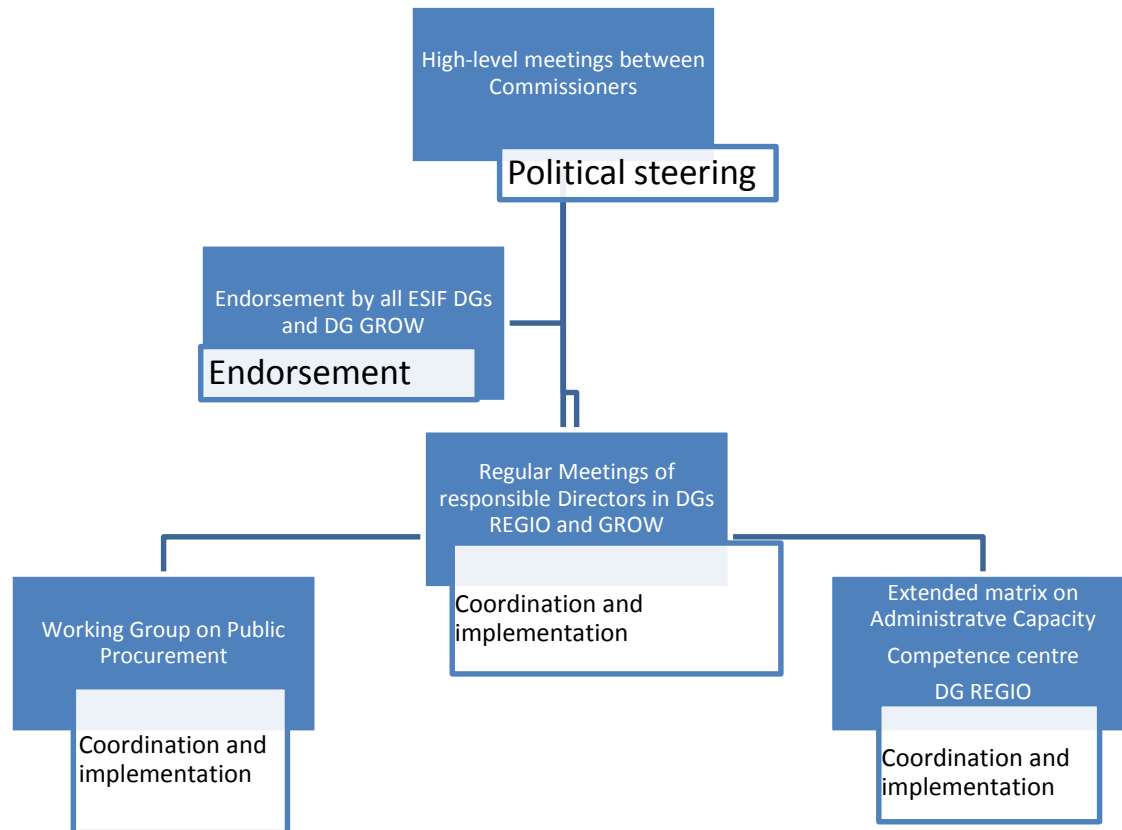 High-level meetings between
Commissioners
Political steering
Endorsement by all ESIF DGs
and DG GROW
Endorsement
Regular Meetings of
responsible Directors in DGs
REGIO and GROW
Coordination and
implementation
Working Group on Public
Procurement
Coordination and
implementation
Extended matrix on
Administratve Capacity
Competence centre
DG REGIO
Coordination and
implementation